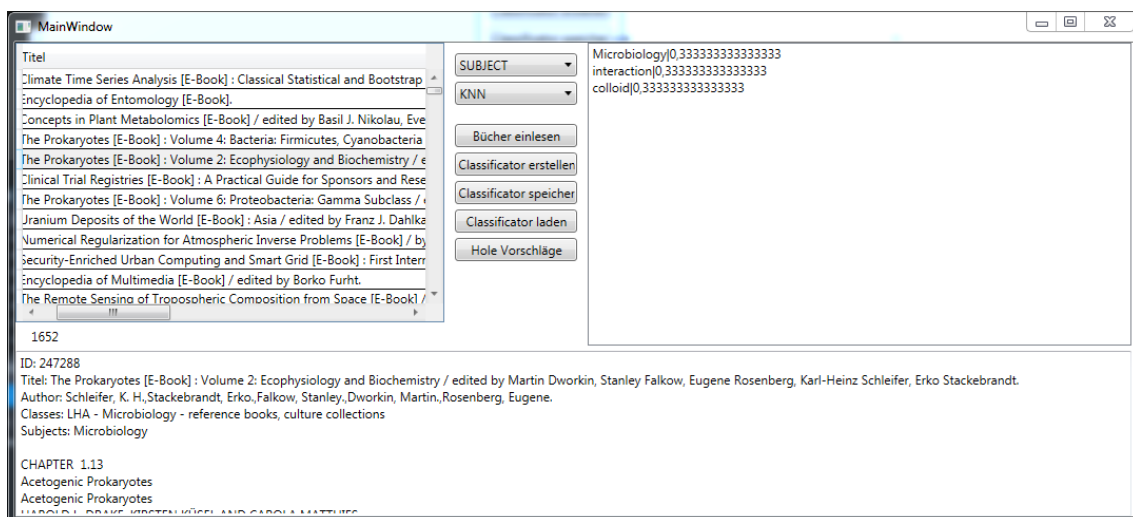 MainWindow
Titel
Climate Time Series Analysis [E-Book] : Classical Statistical and Bootstrap
Encyclopedia of Entomology [E-Book].
Concepts in Plant Metabolomics [E-Book] / edited by Basil J. Nikolau, Eve
The Prokaryotes [E-Book] : Volume 4: Bacteria: Firmicutes, Cyanobacteria
The Prokaryotes [E-Book] : Volume 2: Ecophysiology and Biochemistry / e
Clinical Trial Registries [E-Book] : A Practical Guide for Sponsors and Rese
The Prokaryotes [E-Book] : Volume 6: Proteobacteria: Gamma Subclass /
Uranium Deposits of the World [E-Book] : Asia / edited by Franz J. Dahlka
Numerical Regularization for Atmospheric Inverse Problems [E-Book] / by
Security-Enriched Urban Computing and Smart Grid [E-Book] : First Interr
Encyclopedia of Multimedia [E-Book] / edited by Borko Furht.
The Remote Sensing of Tropospheric Composition from Space [E-Book] /
1652
SUBJECT
KNN
Bücher einlesen
Classificator erstellen
Classificator speicher
Classificator laden
Hole Vorschläge
Microbiology|0,333333333333333
interaction|0,333333333333333
colloid|0,333333333333333
ID: 247288
Titel: The Prokaryotes [E-Book] : Volume 2: Ecophysiology and Biochemistry / edited by Martin Dworkin, Stanley Falkow, Eugene Rosenberg, Karl-Heinz Schleifer, Erko Stackebrandt.
Author: Schleifer, K. H.,Stackebrandt, Erko.,Falkow, Stanley.,Dworkin, Martin.,Rosenberg, Eugene.
Classes: LHA - Microbiology - reference books, culture collections
Subjects: Microbiology
CHAPTER 1.13
Acetogenic Prokaryotes
Acetogenic Prokaryotes
HAROLD L. DRAKE, KIRSTEN KÜSEL AND CAROLA MATTHIES